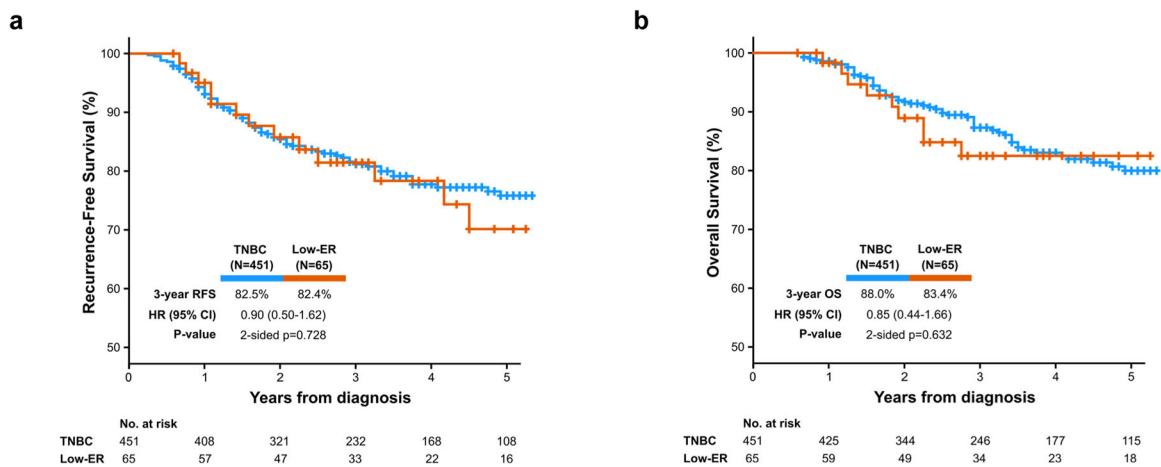 a
Recurrence-Free Survival (%)
100
90
80
70
60
50
TNBC Low-ER
(N=451) (N=65)
3-year RFS 82.5% 82.4%
HR (95% CI) 0.90 (0.50-1.62)
P-value 2-sided p=0.728
0 1 2 3 4 5
Years from diagnosis
No. at risk
TNBC 451 408 321 232 168 108
Low-ER 65 57 47 33 22 16
b
Overall Survival (%)
100
90
80
70
60
50
TNBC Low-ER
(N=451) (N=65)
3-year OS 88.0% 83.4%
HR (95% CI) 0.85 (0.44-1.66)
P-value 2-sided p=0.632
0 1 2 3 4 5
Years from diagnosis
No. at risk
TNBC 451 425 344 246 177 115
Low-ER 65 59 49 34 23 18